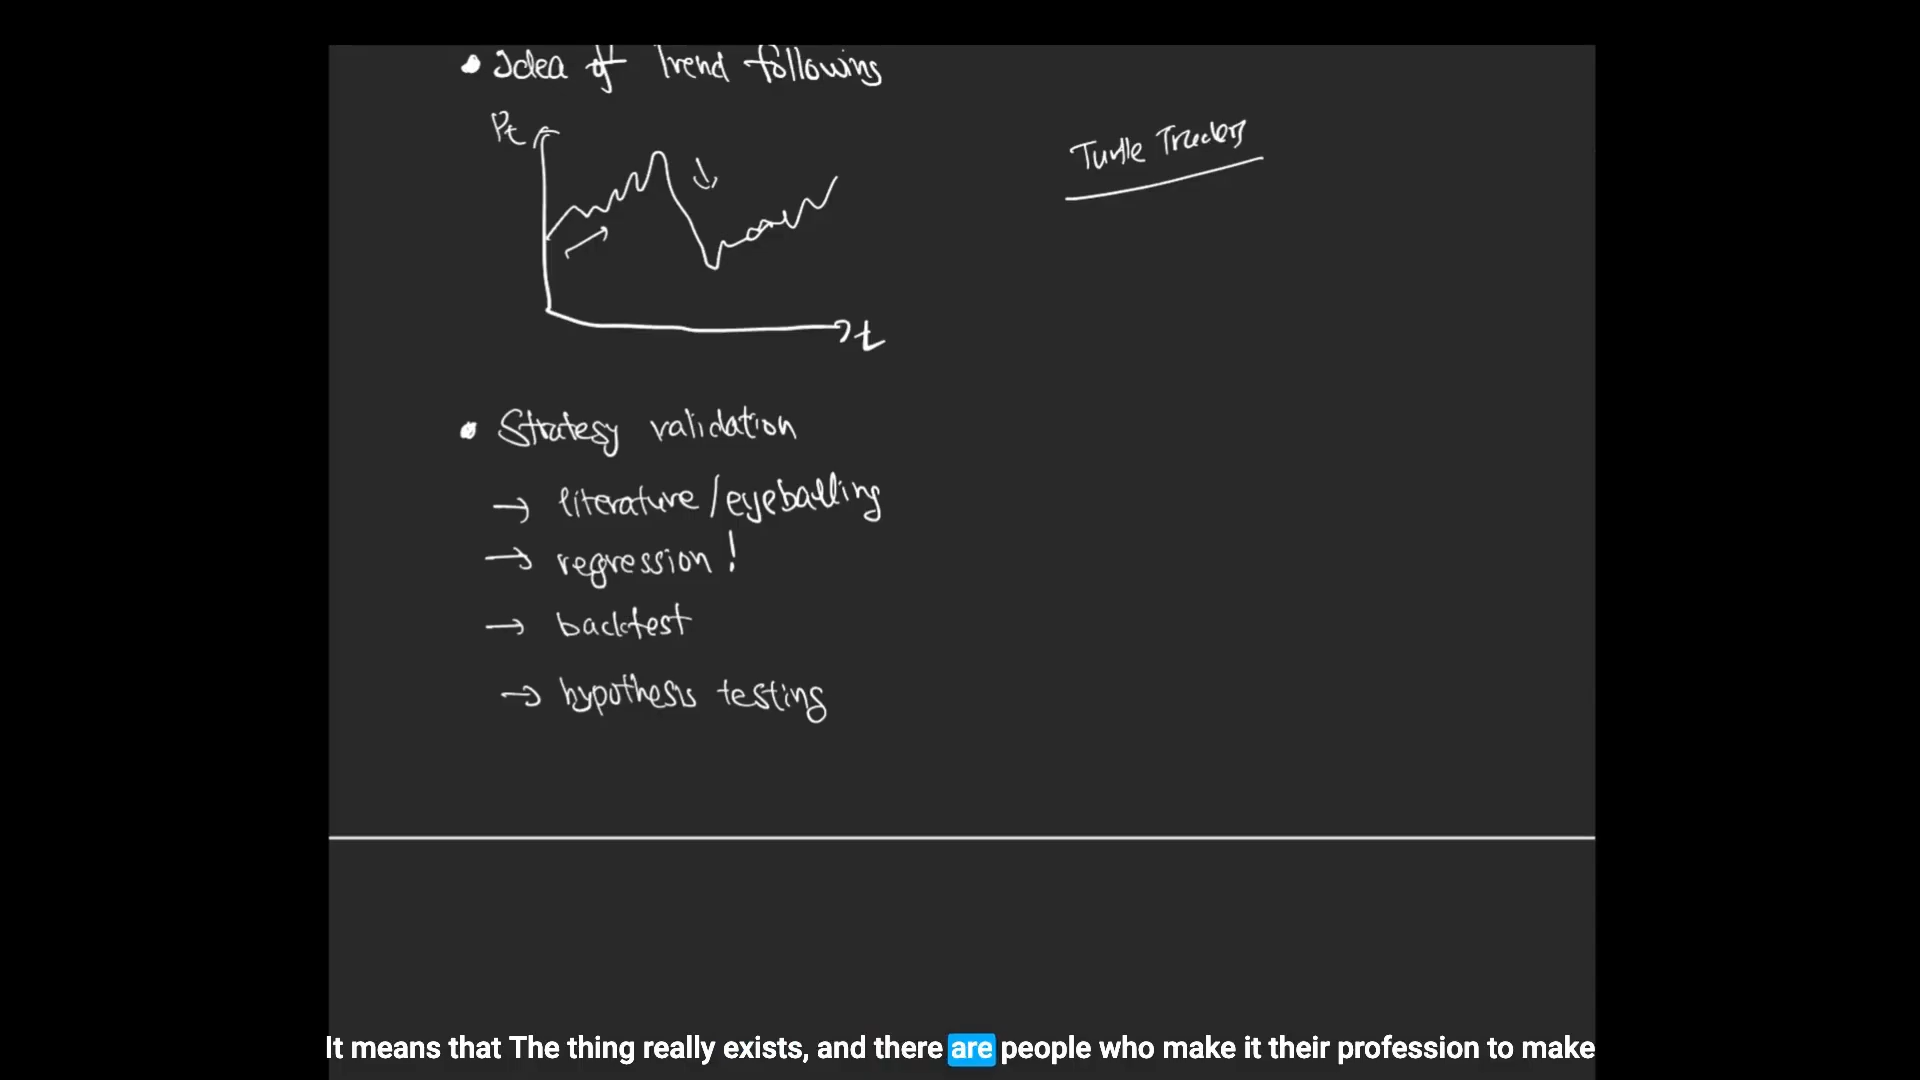 • Idea of Trend following
Pt
Turtle Traders
t
• Strategy validation
→ literature/eyeballing
→ regression!
→ backtest
→ hypothesis testing
It means that The thing really exists, and there are people who make it their profession to make